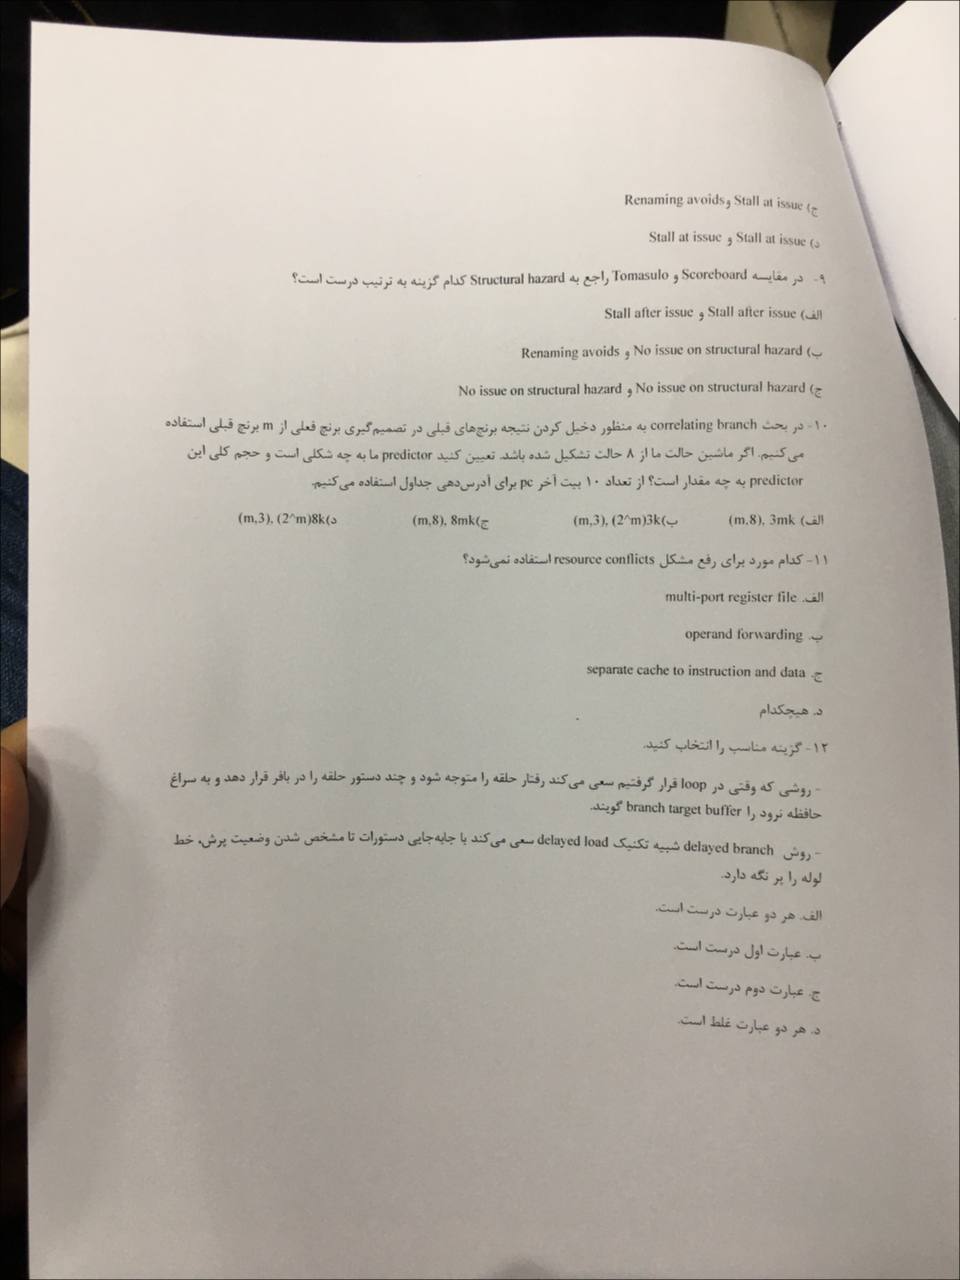 ج) Stall at issue و Renaming avoids
د) Stall at issue و Stall at issue
۹- در مقایسه Scoreboard و Tomasulo راجع به Structural hazard کدام گزینه به ترتیب درست است؟
الف) Stall after issue و Stall after issue
ب) No issue on structural hazard و Renaming avoids
ج) No issue on structural hazard و No issue on structural hazard
۱۰- در بحث correlating branch به منظور دخیل کردن نتیجه برنچ‌های قبلی در تصمیم‌گیری برنچ فعلی از m برنچ قبلی استفاده
می‌کنیم. اگر ماشین حالت ما از ۸ حالت تشکیل شده باشد. تعیین کنید predictor ما به چه شکلی است و حجم کلی این
predictor به چه مقدار است؟ از تعداد ۱۰ بیت آخر pc برای آدرس‌دهی جداول استفاده می‌کنیم.
الف) (m,8), 3mk ب) (m,3), (2^m)3k ج) (m,8), 8mk د) (m,3), (2^m)8k
۱۱- کدام مورد برای رفع مشکل resource conflicts استفاده نمی‌شود؟
الف. multi-port register file
ب. operand forwarding
ج. separate cache to instruction and data
د. هیچکدام
۱۲- گزینه مناسب را انتخاب کنید.
- روشی که وقتی در loop قرار گرفتیم سعی می‌کند رفتار حلقه را متوجه شود و چند دستور حلقه را در بافر قرار دهد و به سراغ
حافظه نرود را branch target buffer گویند.
- روش delayed branch شبیه تکنیک delayed load سعی می‌کند با جابه‌جایی دستورات تا مشخص شدن وضعیت پرش، خط
لوله را پر نگه دارد.
الف. هر دو عبارت درست است.
ب. عبارت اول درست است.
ج. عبارت دوم درست است.
د. هر دو عبارت غلط است.